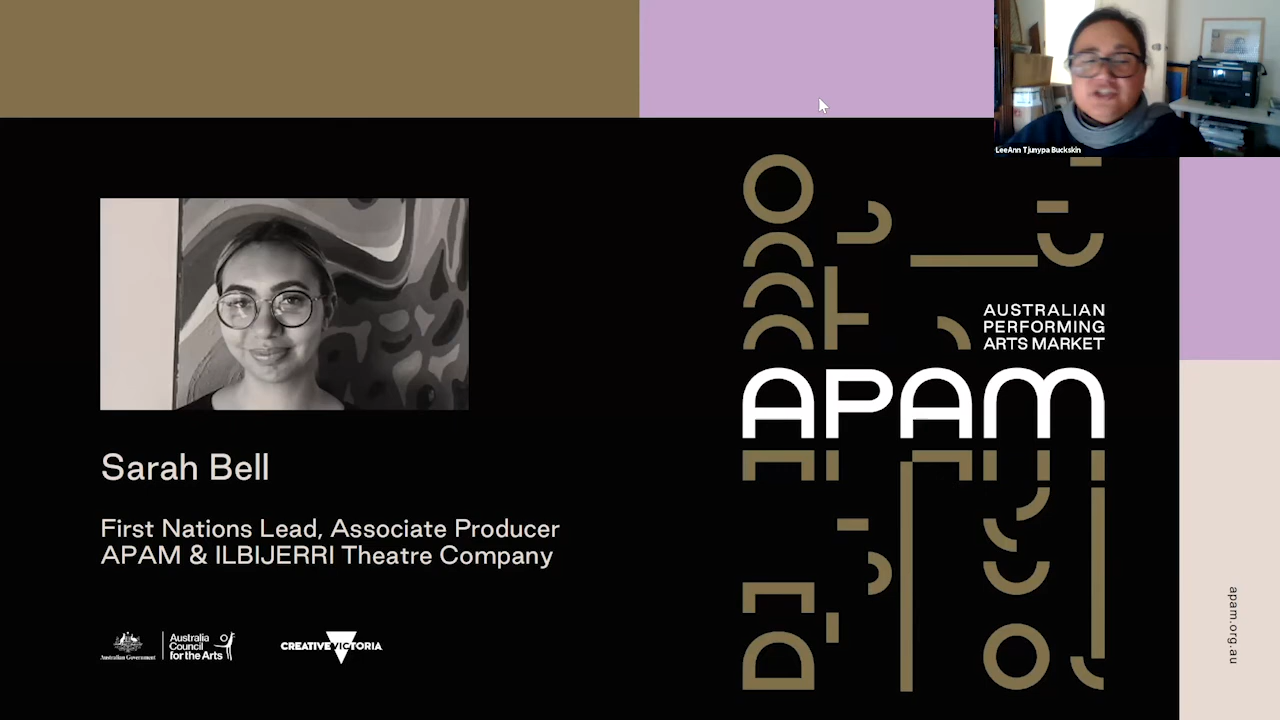 LeeAnn Tjunypa Buckskin
AUSTRALIAN
PERFORMING
ARTS MARKET
APAM
Sarah Bell
First Nations Lead, Associate Producer
APAM & ILBIJERRI Theatre Company
Australian Government
Australia
Council
for the Arts
CREATIVE VICTORIA
apam.org.au